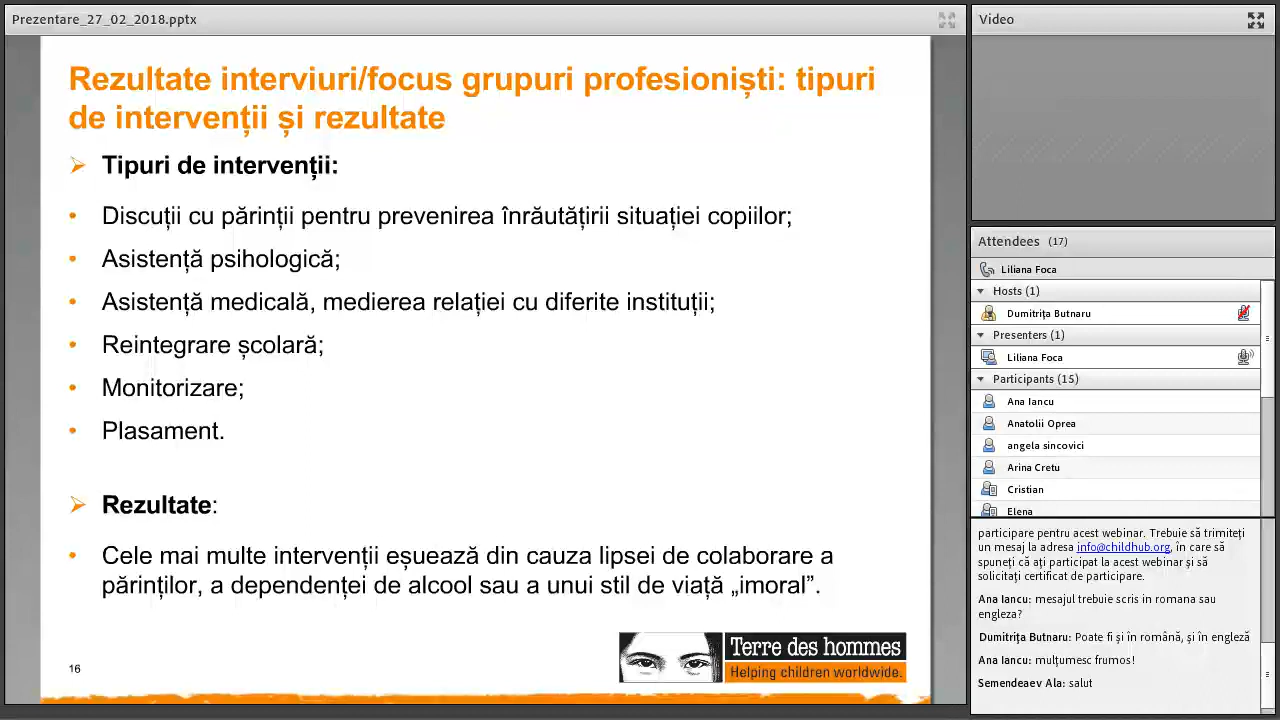 Prezentare_27_02_2018.pptx
Rezultate interviuri/focus grupuri profesioniști: tipuri
de intervenții și rezultate
Tipuri de intervenții:
Discuții cu părinții pentru prevenirea înrăutățirii situației copiilor;
Asistență psihologică;
Asistență medicală, medierea relației cu diferite instituții;
Reintegrare școlară;
Monitorizare;
Plasament.
Rezultate:
Cele mai multe intervenții eșuează din cauza lipsei de colaborare a
părinților, a dependenței de alcool sau a unui stil de viață „imoral”.
16
Terre des hommes
Helping children worldwide.
Video
Attendees (17)
Liliana Foca
Hosts (1)
Dumitrița Butnaru
Presenters (1)
Liliana Foca
Participants (15)
Ana Iancu
Anatolii Oprea
angela sincovici
Arina Cretu
Cristian
Elena
participare pentru acest webinar. Trebuie să trimiteți
un mesaj la adresa info@childhub.org, în care să
spuneți că ați participat la acest webinar și să
solicitați certificat de participare.
Ana Iancu: mesajul trebuie scris in romana sau
engleza?
Dumitrița Butnaru: Poate fi și în română, și în engleză
Ana Iancu: mulțumesc frumos!
Semendeaev Ala: salut